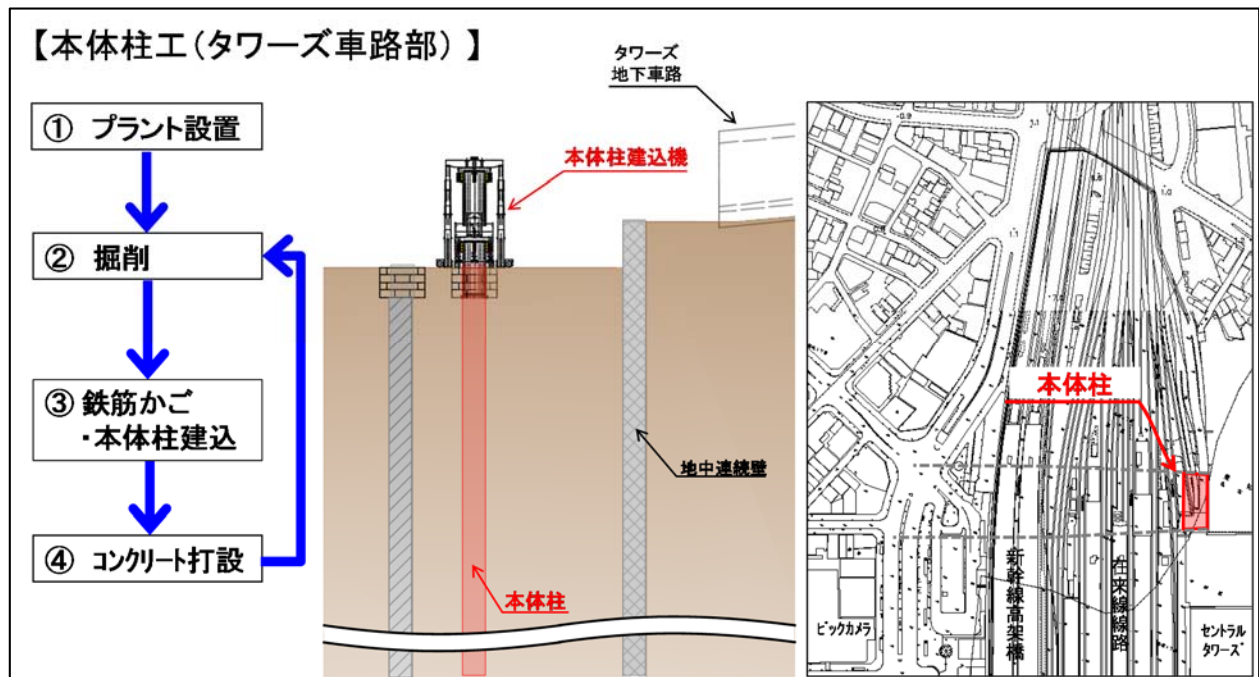 【本体柱工(タワーズ車路部)】
① プラント設置
② 掘削
③ 鉄筋かご
・本体柱建込
④ コンクリート打設
タワーズ
地下車路
本体柱建込機
地中連続壁
本体柱
本体柱
新幹線高架橋
在来線線路
ビックカメラ
セントラル
タワーズ